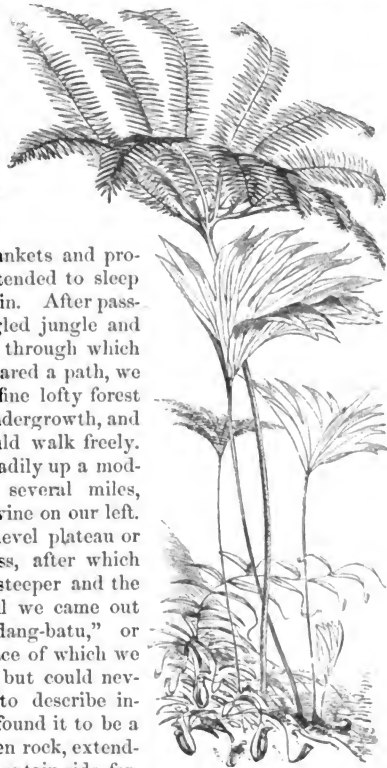 ankets and pro-
tended to sleep
in. After pass-
gled jungle and
through which
ared a path, we
fine lofty forest
dergrowth, and
ld walk freely.
adily up a mod-
several miles,
vine on our left.
level plateau or
ss, after which
steeper and the
l we came out
dang-batu," or
ce of which we
but could nev-
to describe in-
found it to be a
en rock, extend-